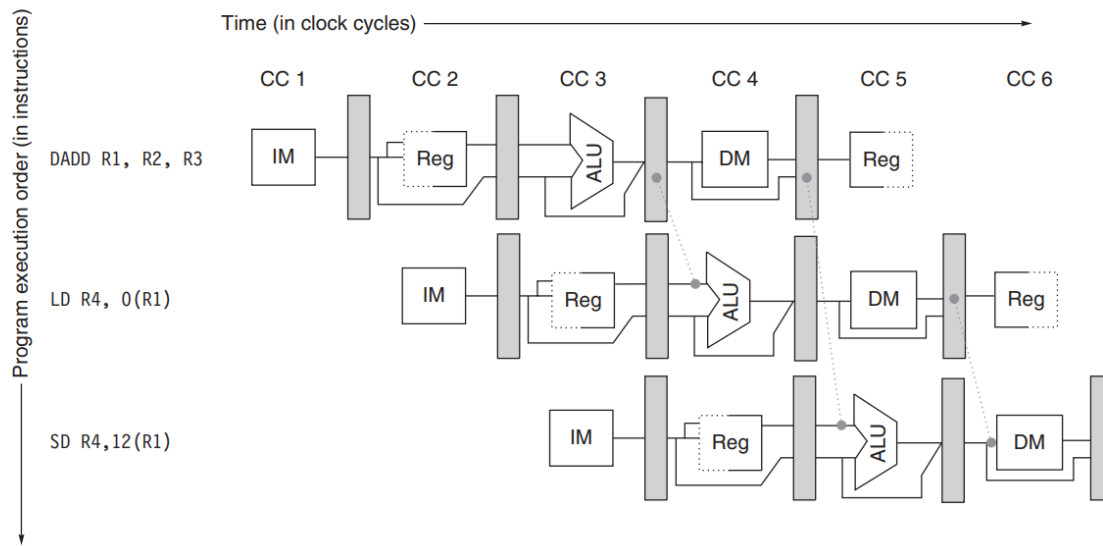 Time (in clock cycles)
CC 1 CC 2 CC 3 CC 4 CC 5 CC 6
Program execution order (in instructions)
DADD R1, R2, R3
IM Reg ALU DM Reg
LD R4, 0(R1)
IM Reg ALU DM Reg
SD R4,12(R1)
IM Reg ALU DM